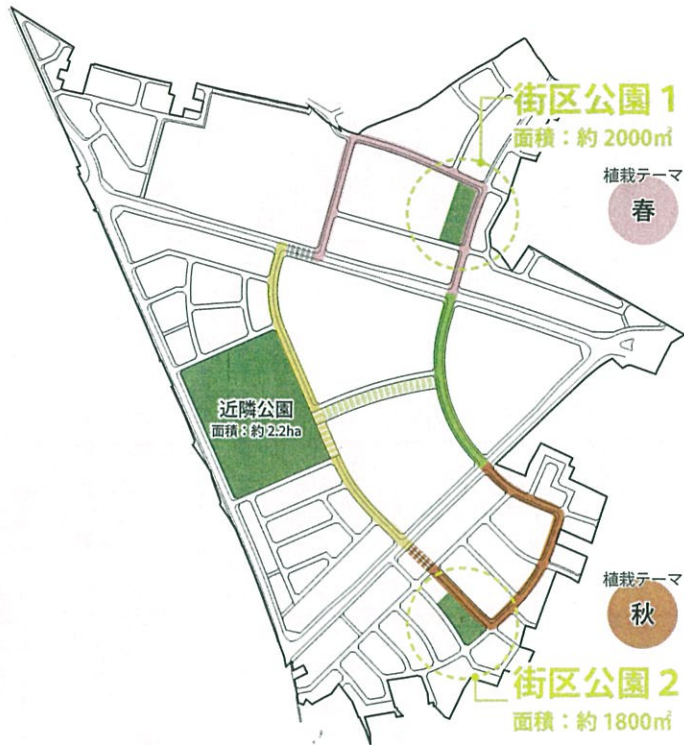 街区公園 1
面積：約 2000㎡
植栽テーマ
春
近隣公園
面積：約 2.2ha
植栽テーマ
秋
街区公園 2
面積：約 1800㎡